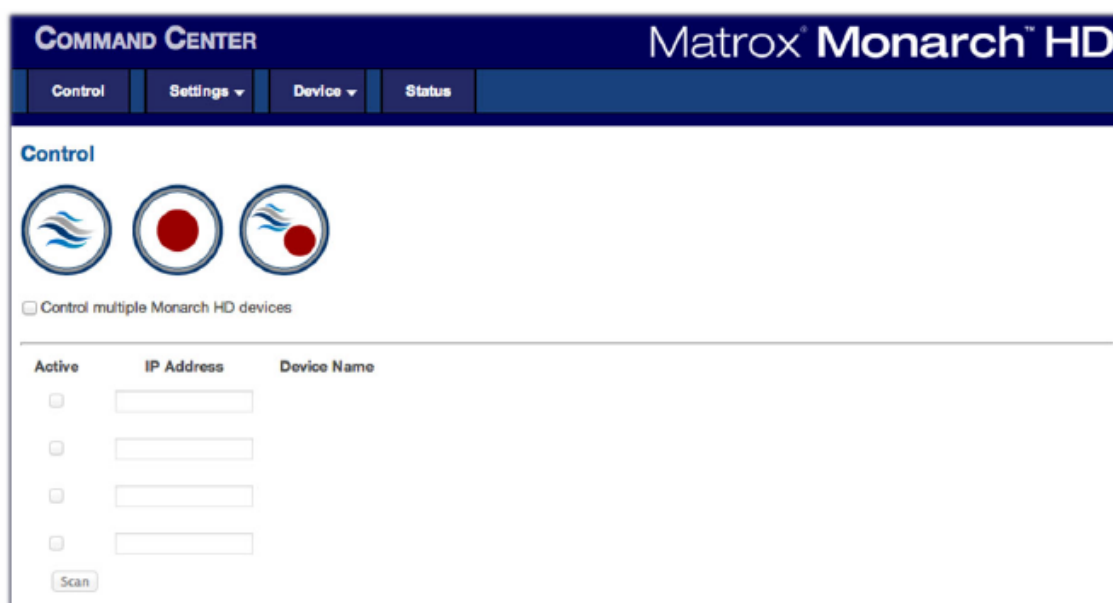 COMMAND CENTER
Matrox® Monarch™ HD
Control Settings Device Status
Control
Control multiple Monarch HD devices
Active IP Address Device Name
Scan